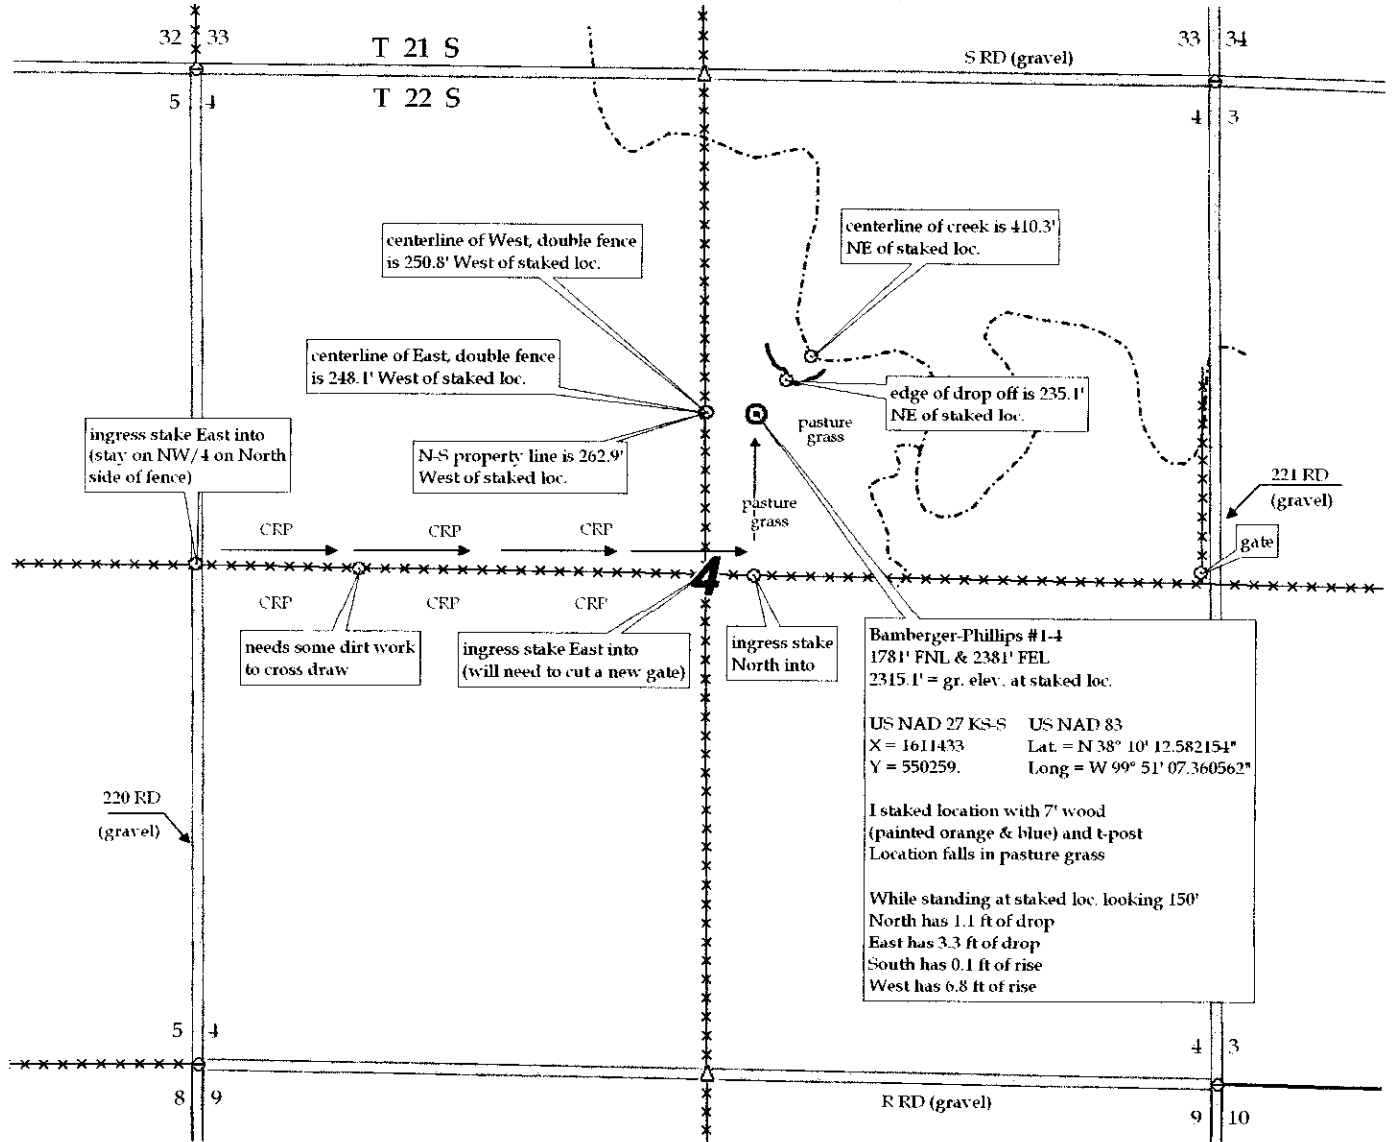 32 33
T 21 S
33 34
S RD (gravel)
5 4
T 22 S
4 3
centerline of West, double fence
is 250.8' West of staked loc.
centerline of creek is 410.3'
NE of staked loc.
centerline of East, double fence
is 248.1' West of staked loc.
edge of drop off is 235.1'
NE of staked loc.
ingress stake East into
(stay on NW/4 on North
side of fence)
N-S property line is 262.9'
West of staked loc.
pasture
grass
221 RD
(gravel)
pasture
grass
CRP CRP CRP
gate
4
CRP CRP CRP
needs some dirt work
to cross draw
ingress stake East into
(will need to cut a new gate)
ingress stake
North into
Bamberger-Phillips #1-4
1781' FNL & 2381' FEL
2315.1' = gr. elev. at staked loc.
US NAD 27 KS-S US NAD 83
X = 1611433 Lat. = N 38° 10' 12.582154"
Y = 550259. Long = W 99° 51' 07.360562"
I staked location with 7' wood
(painted orange & blue) and t-post
Location falls in pasture grass
While standing at staked loc. looking 150'
North has 1.1 ft of drop
East has 3.3 ft of drop
South has 0.1 ft of rise
West has 6.8 ft of rise
220 RD
(gravel)
5 4
4 3
8 9
R RD (gravel)
9 10